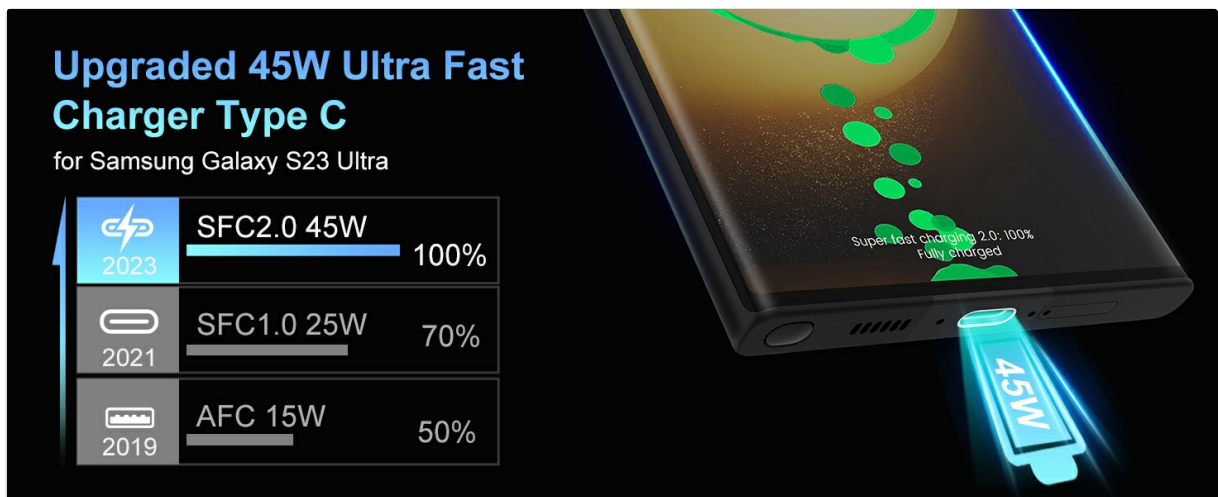 Upgraded 45W Ultra Fast
Charger Type C
for Samsung Galaxy S23 Ultra
2023
SFC2.0 45W
100%
2021
SFC1.0 25W
70%
2019
AFC 15W
50%
Super fast charging 2.0: 100%
Fully charged
45W